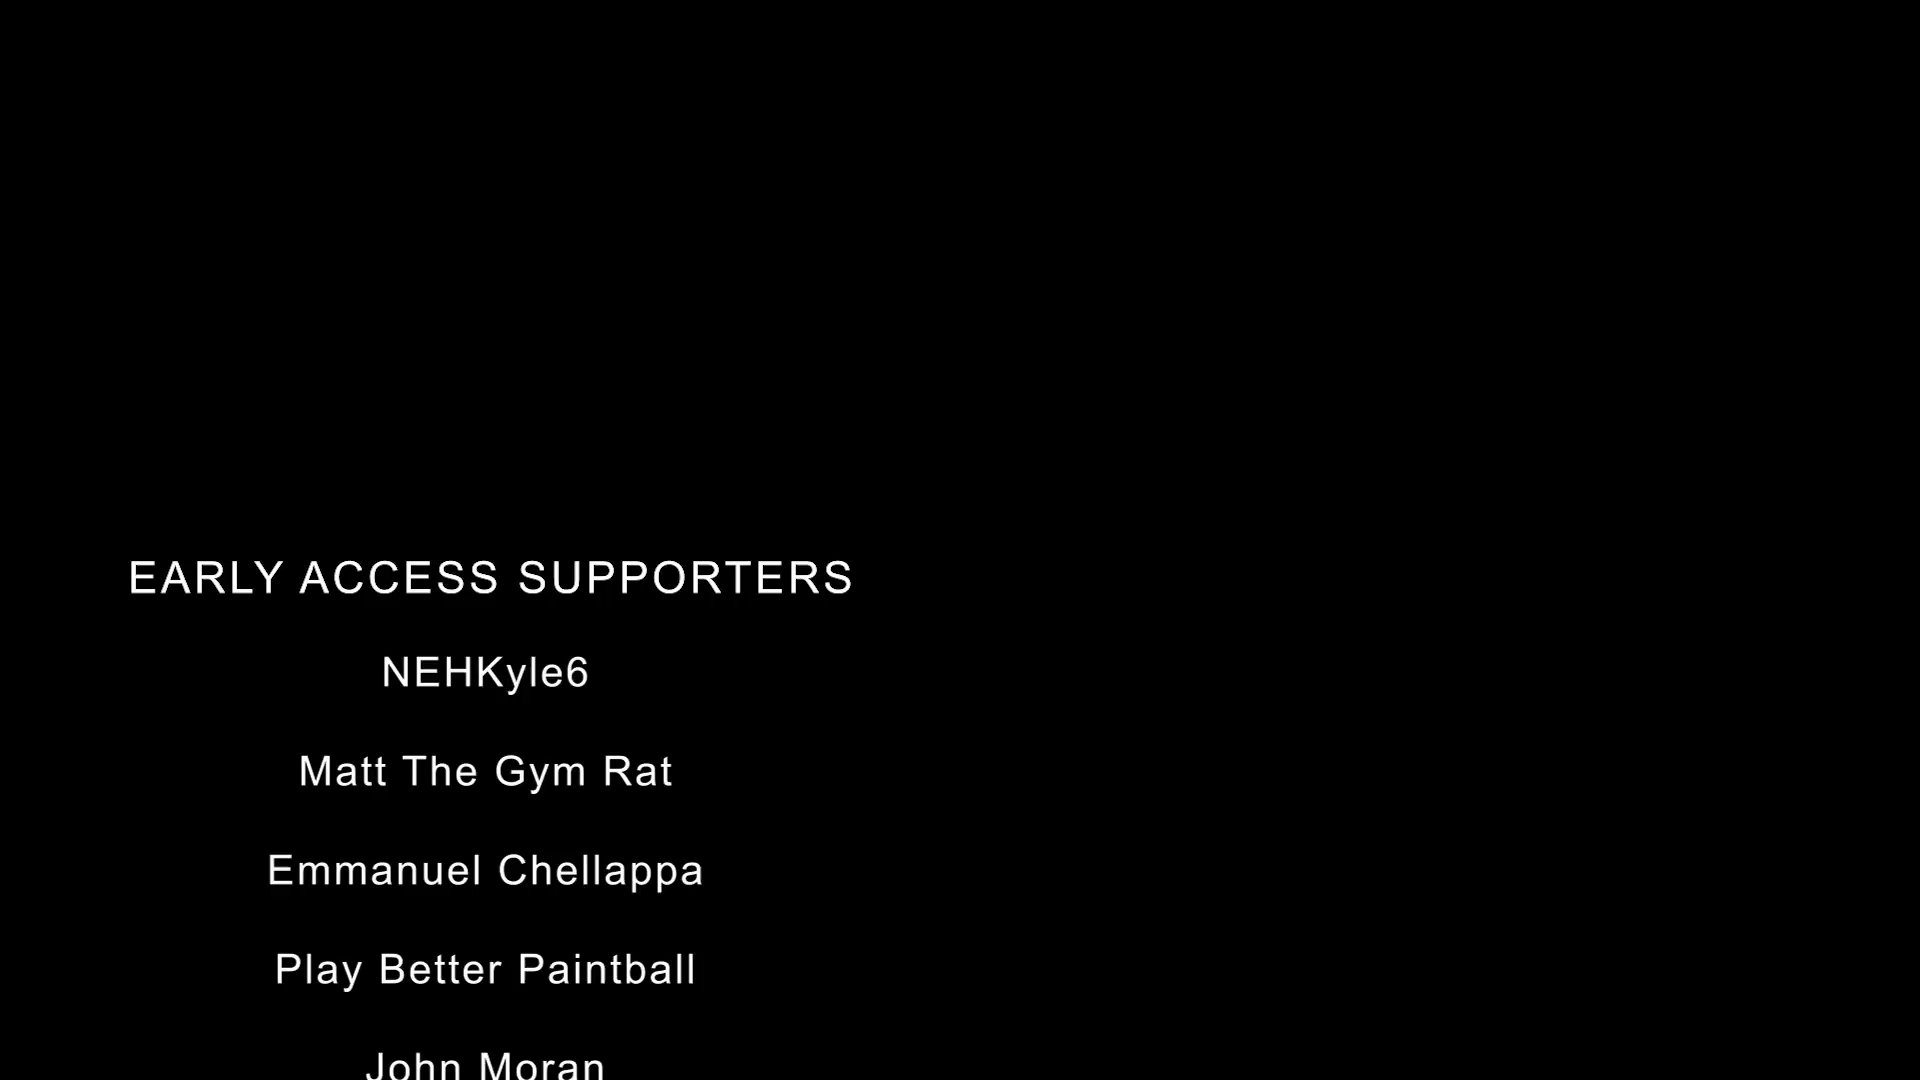 EARLY ACCESS SUPPORTERS
NEHKyle6
Matt The Gym Rat
Emmanuel Chellappa
Play Better Paintball
John Moran